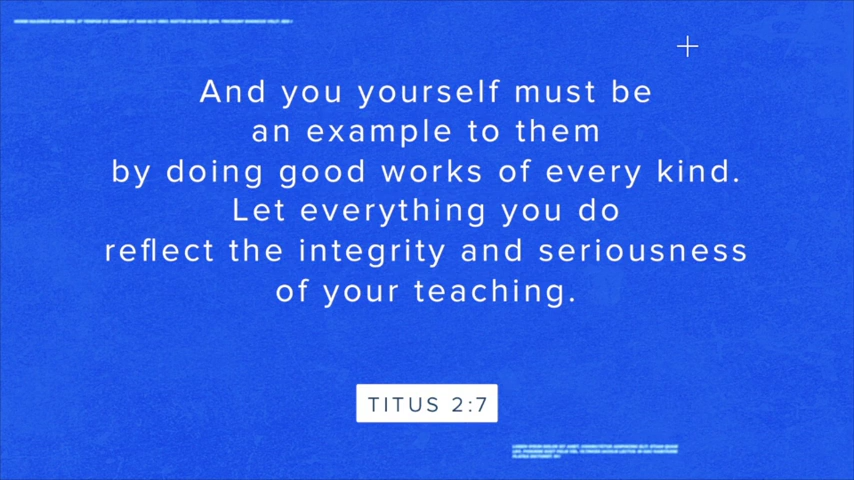 And you yourself must be
an example to them
by doing good works of every kind.
Let everything you do
reflect the integrity and seriousness
of your teaching.
TITUS 2:7